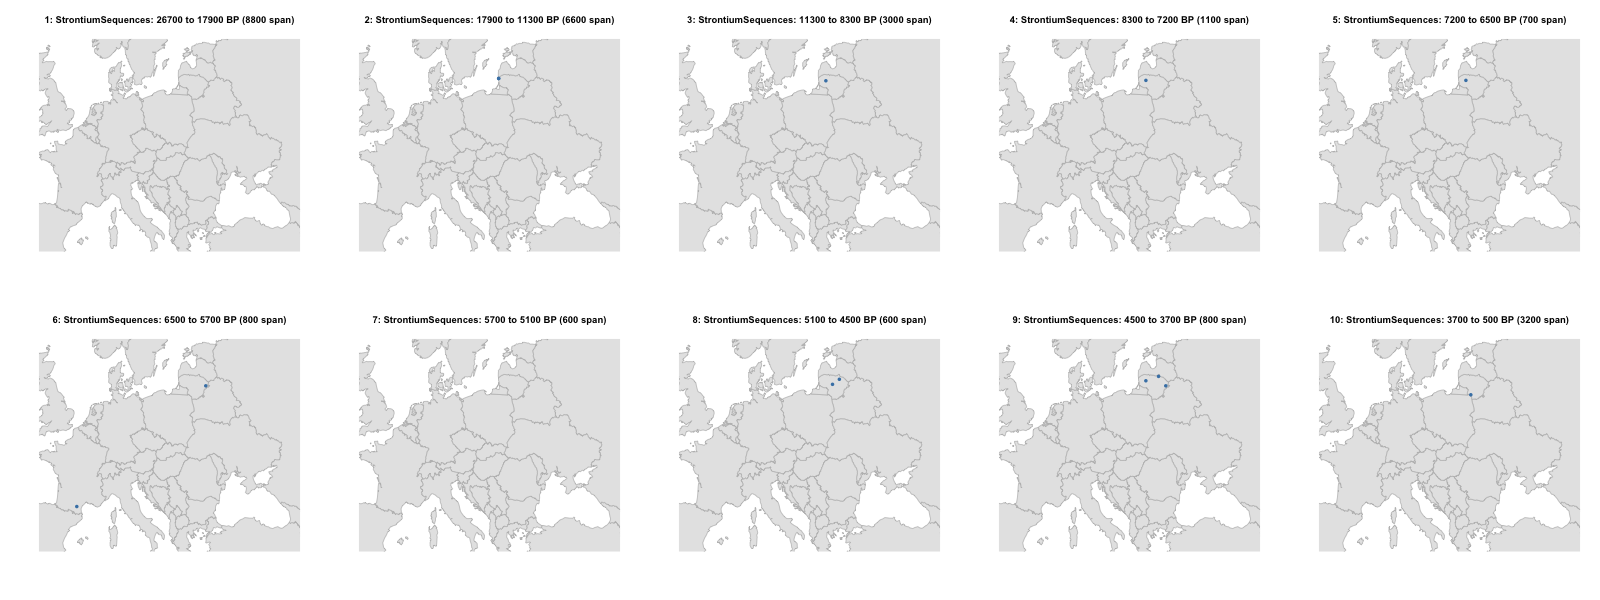 1: StrontiumSequences: 26700 to 17900 BP (8800 span)
2: StrontiumSequences: 17900 to 11300 BP (6600 span)
3: StrontiumSequences: 11300 to 8300 BP (3000 span)
4: StrontiumSequences: 8300 to 7200 BP (1100 span)
5: StrontiumSequences: 7200 to 6500 BP (700 span)
6: StrontiumSequences: 6500 to 5700 BP (800 span)
7: StrontiumSequences: 5700 to 5100 BP (600 span)
8: StrontiumSequences: 5100 to 4500 BP (600 span)
9: StrontiumSequences: 4500 to 3700 BP (800 span)
10: StrontiumSequences: 3700 to 500 BP (3200 span)